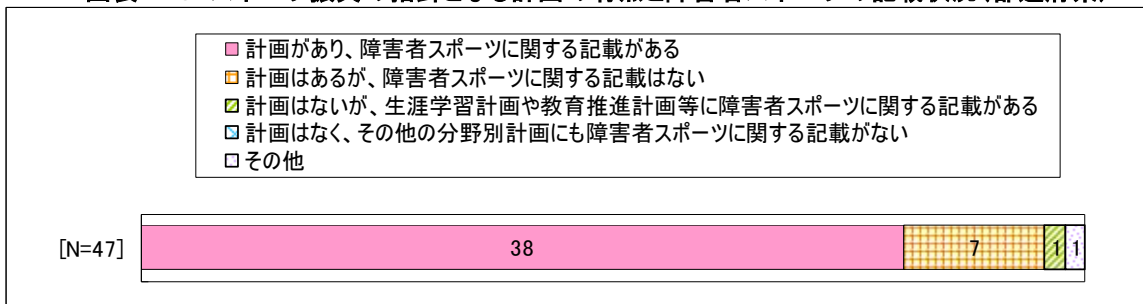 ■計画があり、障害者スポーツに関する記載がある
計画はあるが、障害者スポーツに関する記載はない
計画はないが、生涯学習計画や教育推進計画等に障害者スポーツに関する記載がある
計画はなく、その他の分野別計画にも障害者スポーツに関する記載がない
その他
[N=47] 38 7 1 1